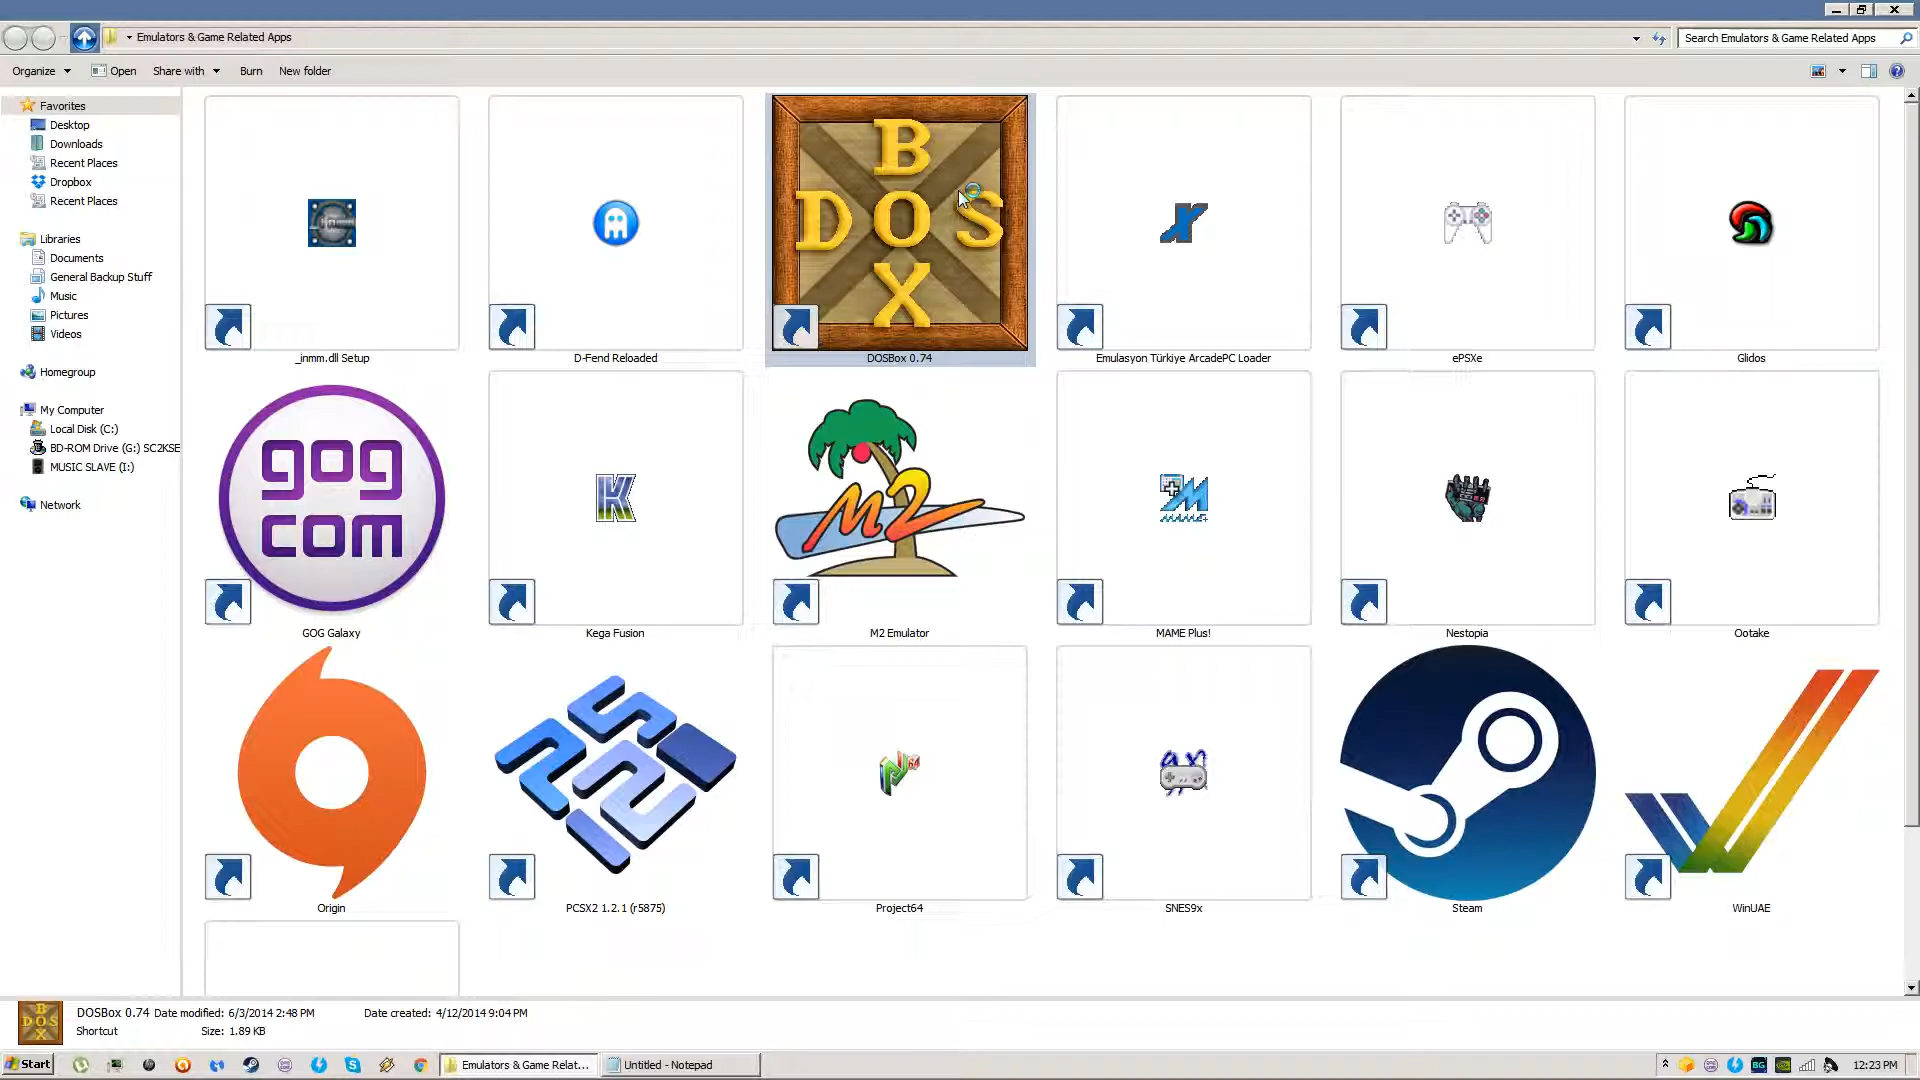 Emulators & Game Related Apps
Search Emulators & Game Related Apps
Organize
Open
Share with
Burn
New folder
Favorites
Desktop
Downloads
Recent Places
Dropbox
Recent Places
Libraries
Documents
General Backup Stuff
Music
Pictures
Videos
Homegroup
My Computer
Local Disk (C:)
BD-ROM Drive (G:) SC2KSE
MUSIC SLAVE (I:)
Network
B
DOS
X
_inmm.dll Setup
D-Fend Reloaded
DOSBox 0.74
Emulasyon Türkiye ArcadePC Loader
ePSXe
Glidos
gog
com
K
M2
M
GOG Galaxy
Kega Fusion
M2 Emulator
MAME Plus!
Nestopia
Ootake
64
Origin
PCSX2 1.2.1 (r5875)
Project64
SNES9x
Steam
WinUAE
B
DOS
X
DOSBox 0.74 Date modified: 6/3/2014 2:48 PM
Date created: 4/12/2014 9:04 PM
Shortcut
Size: 1.89 KB
Start
Emulators & Game Relat...
Untitled - Notepad
BG
12:23 PM